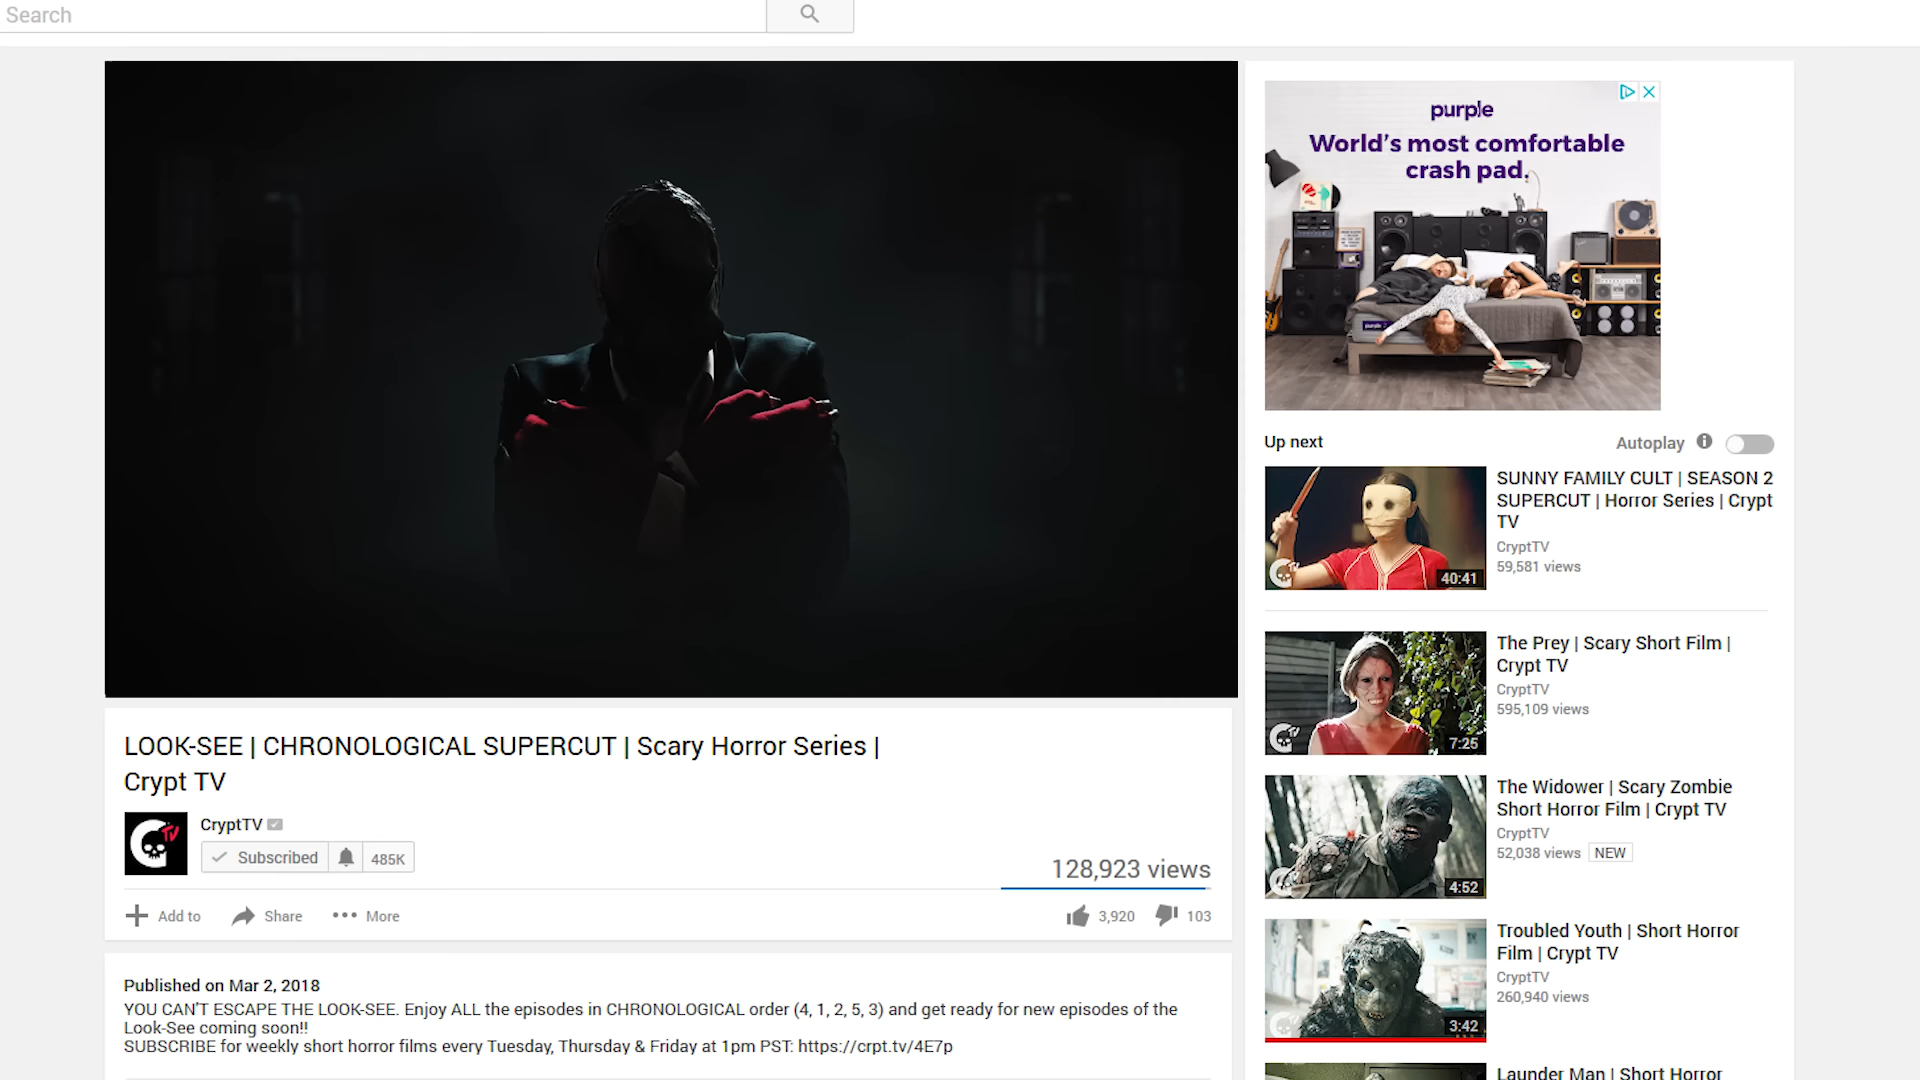 Search
purple
World's most comfortable
crash pad.
Up next
Autoplay
SUNNY FAMILY CULT | SEASON 2
SUPERCUT | Horror Series | Crypt
TV
CryptTV
59,581 views
40:41
The Prey | Scary Short Film |
Crypt TV
CryptTV
595,109 views
7:25
The Widower | Scary Zombie
Short Horror Film | Crypt TV
CryptTV
52,038 views NEW
4:52
Troubled Youth | Short Horror
Film | Crypt TV
CryptTV
260,940 views
3:42
Launder Man | Short Horror
LOOK-SEE | CHRONOLOGICAL SUPERCUT | Scary Horror Series |
Crypt TV
TV
CryptTV
Subscribed 485K
128,923 views
Add to Share More
3,920 103
Published on Mar 2, 2018
YOU CAN'T ESCAPE THE LOOK-SEE. Enjoy ALL the episodes in CHRONOLOGICAL order (4, 1, 2, 5, 3) and get ready for new episodes of the
Look-See coming soon!!
SUBSCRIBE for weekly short horror films every Tuesday, Thursday & Friday at 1pm PST: https://crpt.tv/4E7p